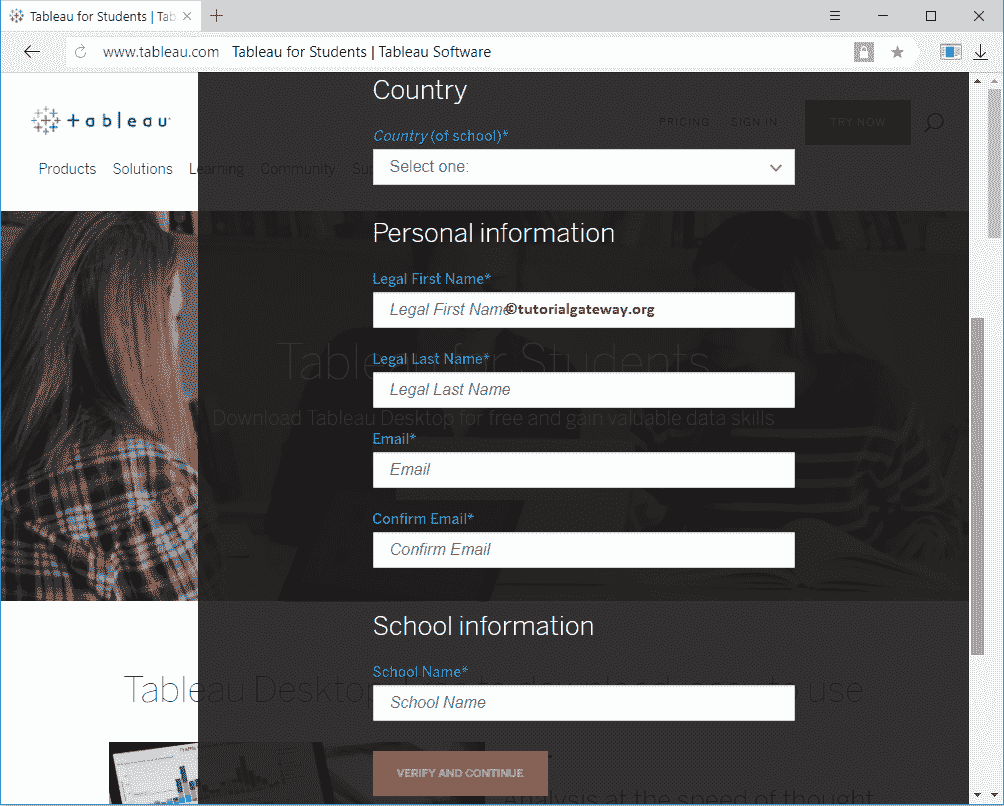 Tableau for Students | Tab
www.tableau.com Tableau for Students | Tableau Software
Country
tableau
PRICING SIGN IN TRY NOW
Country (of school)*
Select one:
Products Solutions Learning Community Sup
Personal information
Legal First Name*
Legal First Name
©tutorialgateway.org
Tableau for Students
Legal Last Name*
Legal Last Name
Download Tableau Desktop for free and gain valuable data skills
Email*
Email
Confirm Email*
Confirm Email
School information
School Name*
Tableau Desktop use
School Name
VERIFY AND CONTINUE
Analysis at the speed of thought